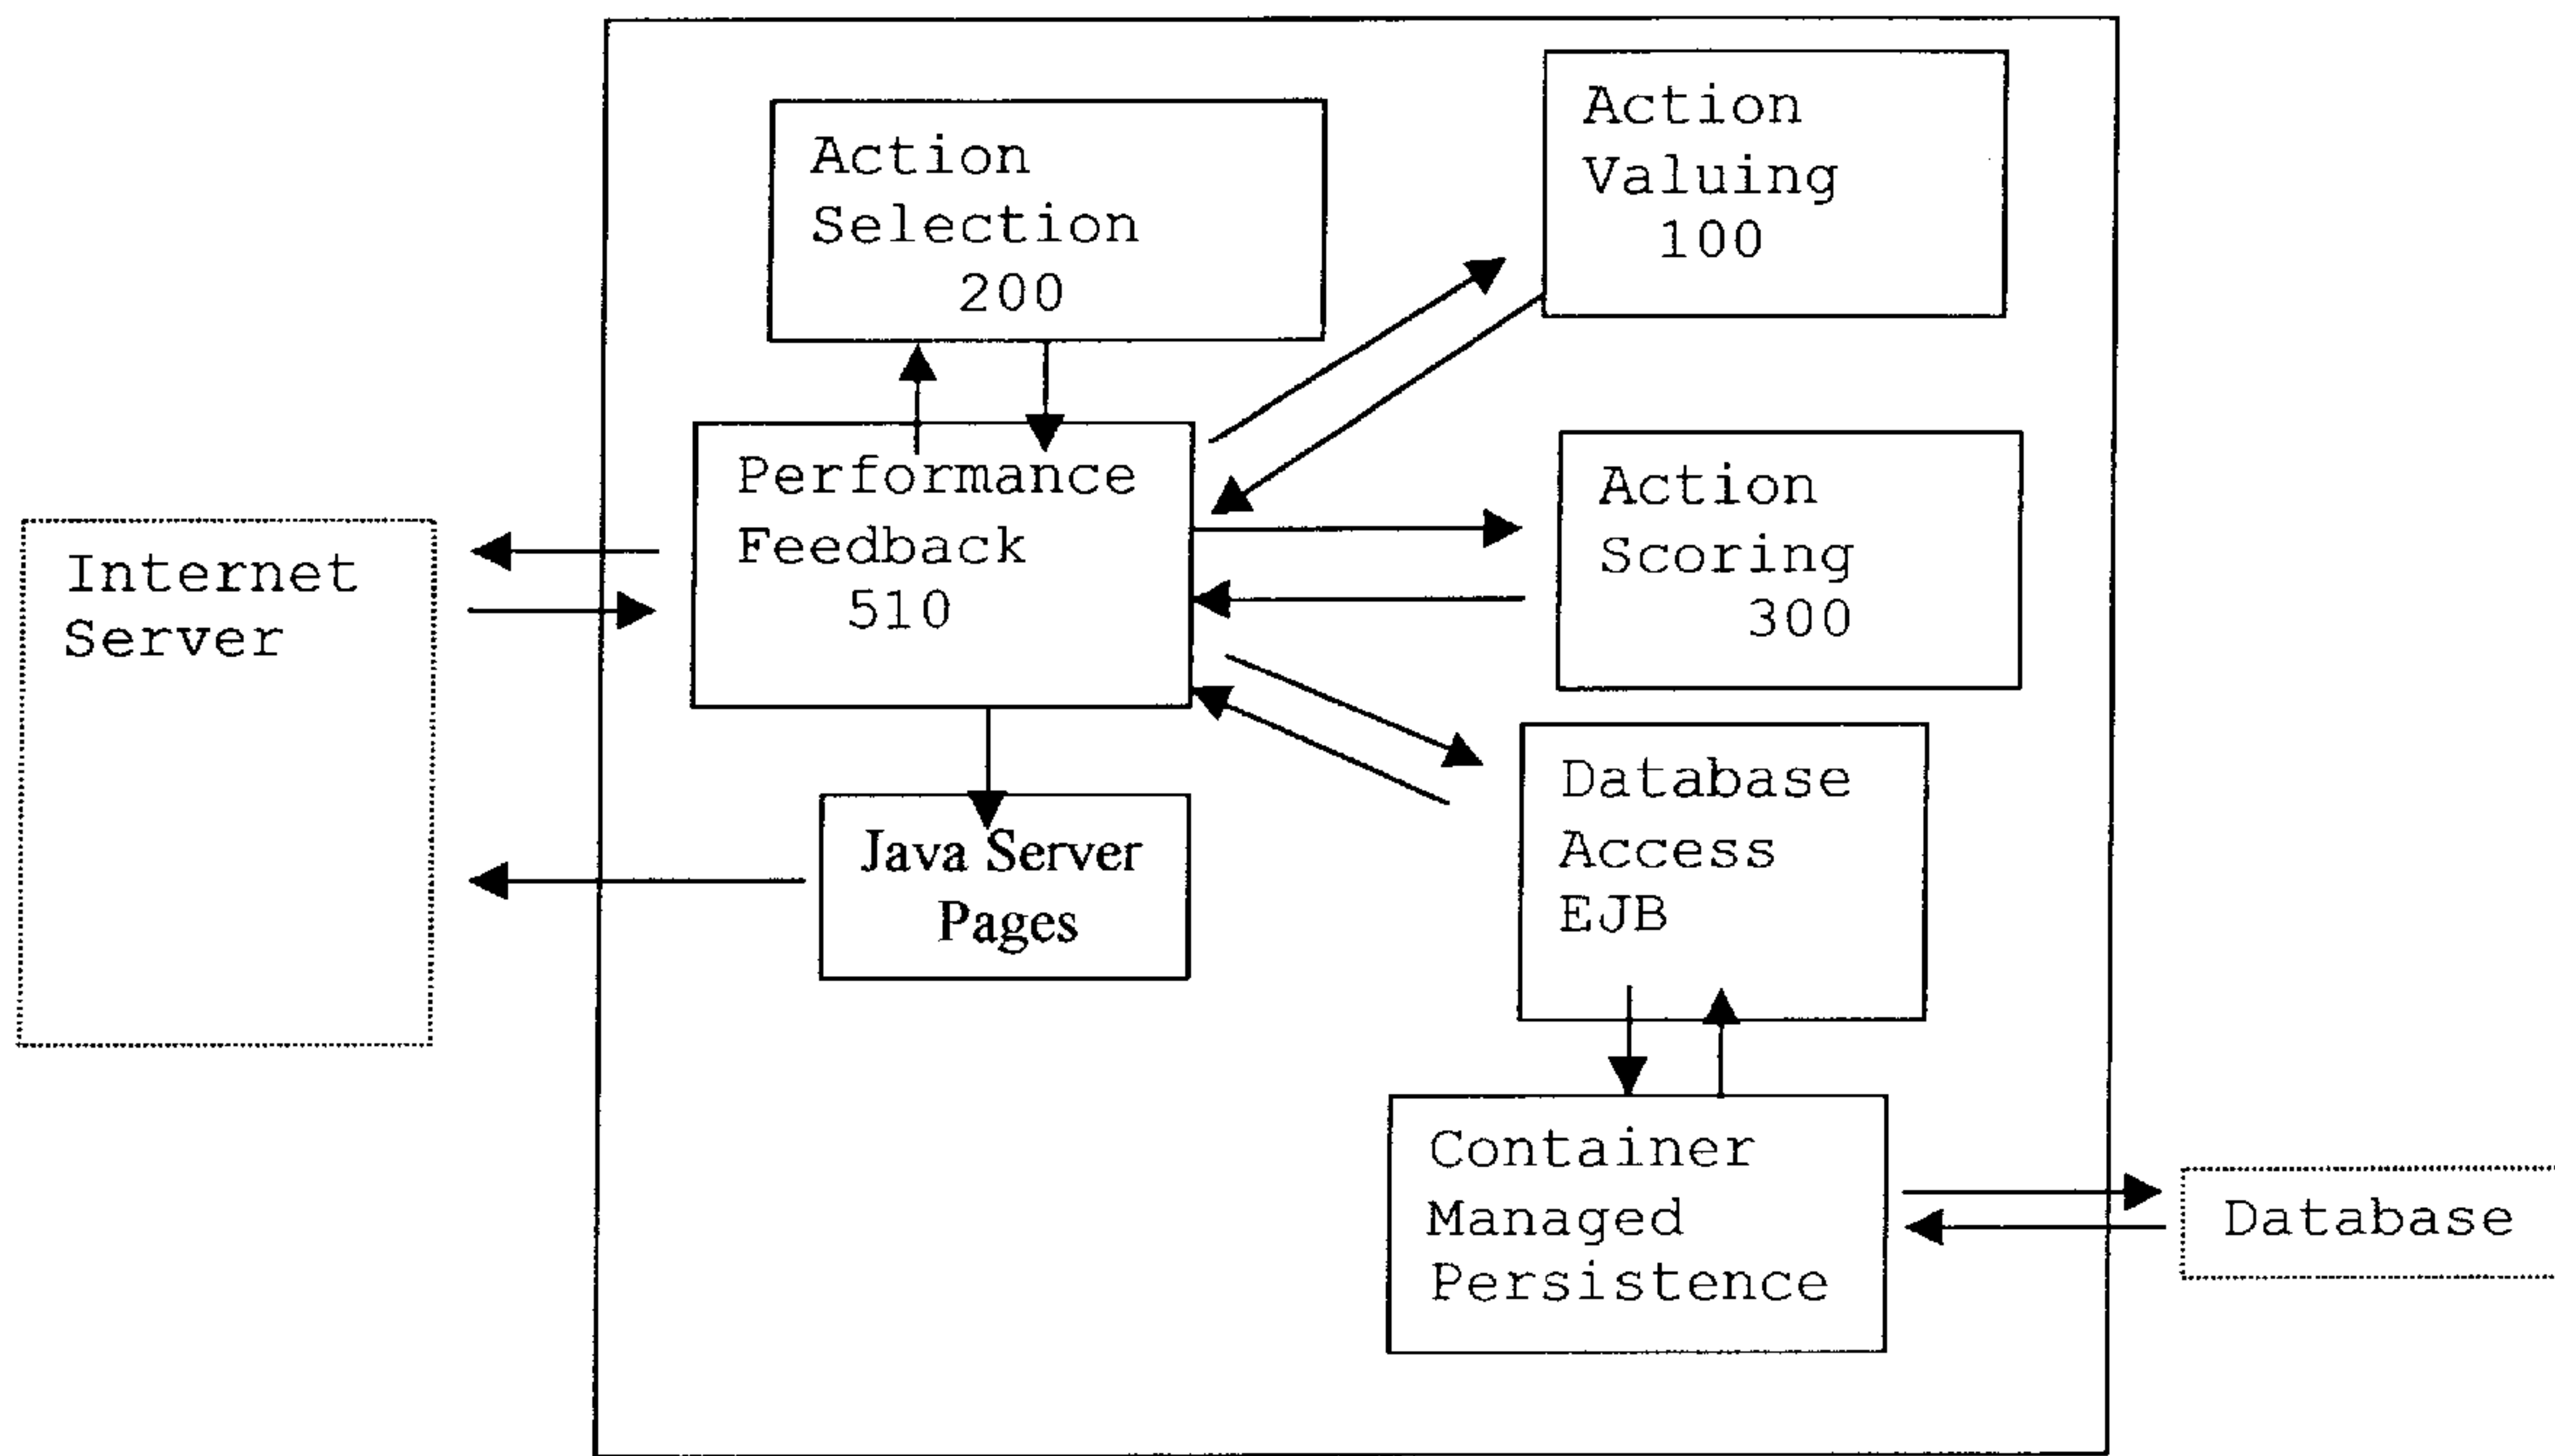 Action
Selection
200
Action
Valuing
100
Performance
Feedback
510
Action
Scoring
300
Internet
Server
Java Server
Pages
Database
Access
EJB
Container
Managed
Persistence
Database